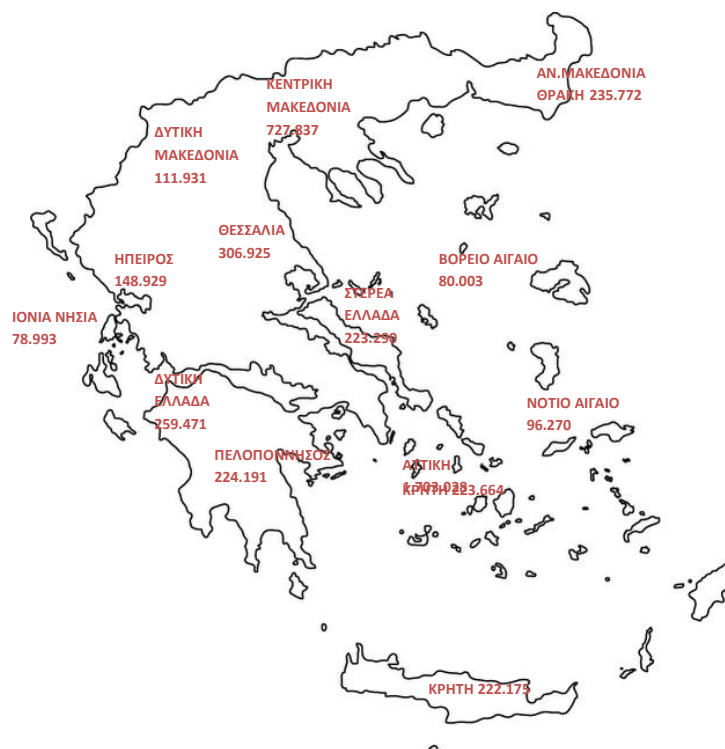 ΑΝ.ΜΑΚΕΔΟΝΙΑ
ΘΡΑΚΗ 235.772
ΚΕΝΤΡΙΚΗ
ΜΑΚΕΔΟΝΙΑ
727.837
ΔΥΤΙΚΗ
ΜΑΚΕΔΟΝΙΑ
111.931
ΘΕΣΣΑΛΙΑ
306.925
ΗΠΕΙΡΟΣ
148.929
ΒΟΡΕΙΟ ΑΙΓΑΙΟ
80.003
ΣΤΕΡΕΑ
ΕΛΛΑΔΑ
223.290
ΙΟΝΙΑ ΝΗΣΙΑ
78.993
ΔΥΤΙΚΗ
ΕΛΛΑΔΑ
259.471
ΝΟΤΙΟ ΑΙΓΑΙΟ
96.270
ΠΕΛΟΠΟΝΝΗΣΟΣ
224.191
ΑΤΤΙΚΗ
ΚΡΗΤΗ 223.664
ΚΡΗΤΗ 222.175